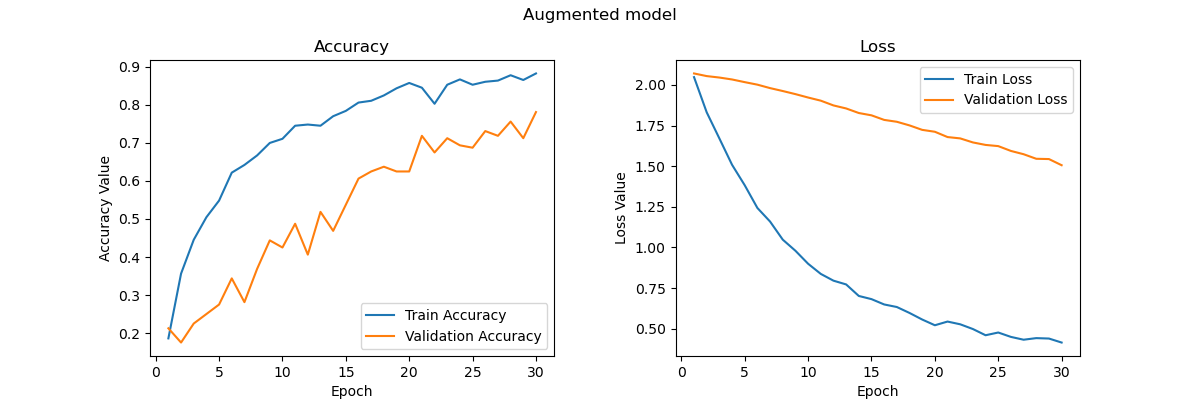 Augmented model
Accuracy
Accuracy Value
0.9
0.8
0.7
0.6
0.5
0.4
0.3
0.2
Train Accuracy
Validation Accuracy
0 5 10 15 20 25 30
Epoch
Loss
Loss Value
2.00
1.75
1.50
1.25
1.00
0.75
0.50
Train Loss
Validation Loss
0 5 10 15 20 25 30
Epoch